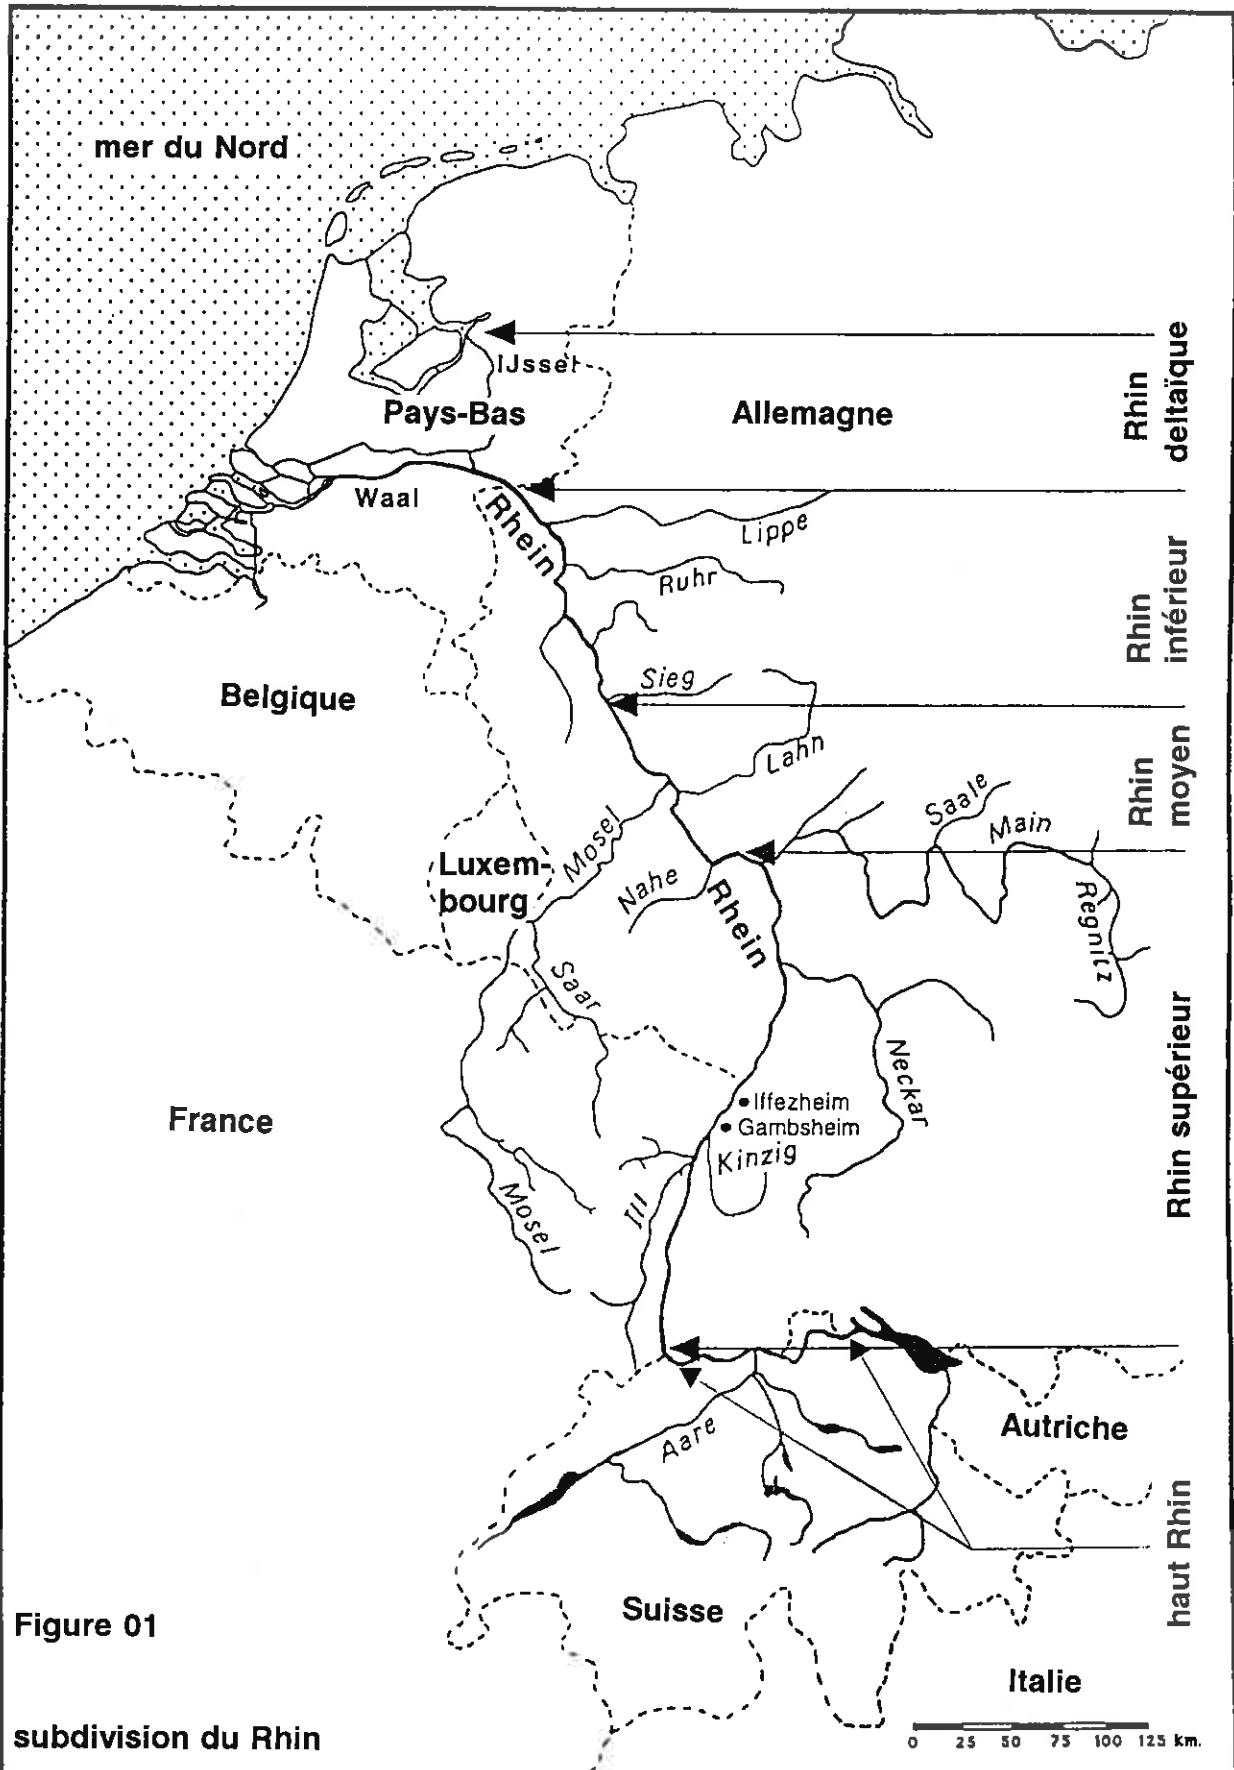 mer du Nord
IJssel
Pays-Bas
Allemagne
Rhin
deltaïque
Waal
Rhein
Lippe
Ruhr
Rhin
inférieur
Sieg
Belgique
Lahn
Rhin
moyen
Saale
Main
Mosel
Luxem-
bourg
Nahe
Rhein
Regnitz
Saar
Neckar
Iffezheim
Gambsheim
Kinzig
France
Rhin supérieur
Mosel
Ill
Aare
Autriche
haut Rhin
Suisse
Figure 01
Italie
subdivision du Rhin
0 25 50 75 100 125 km.